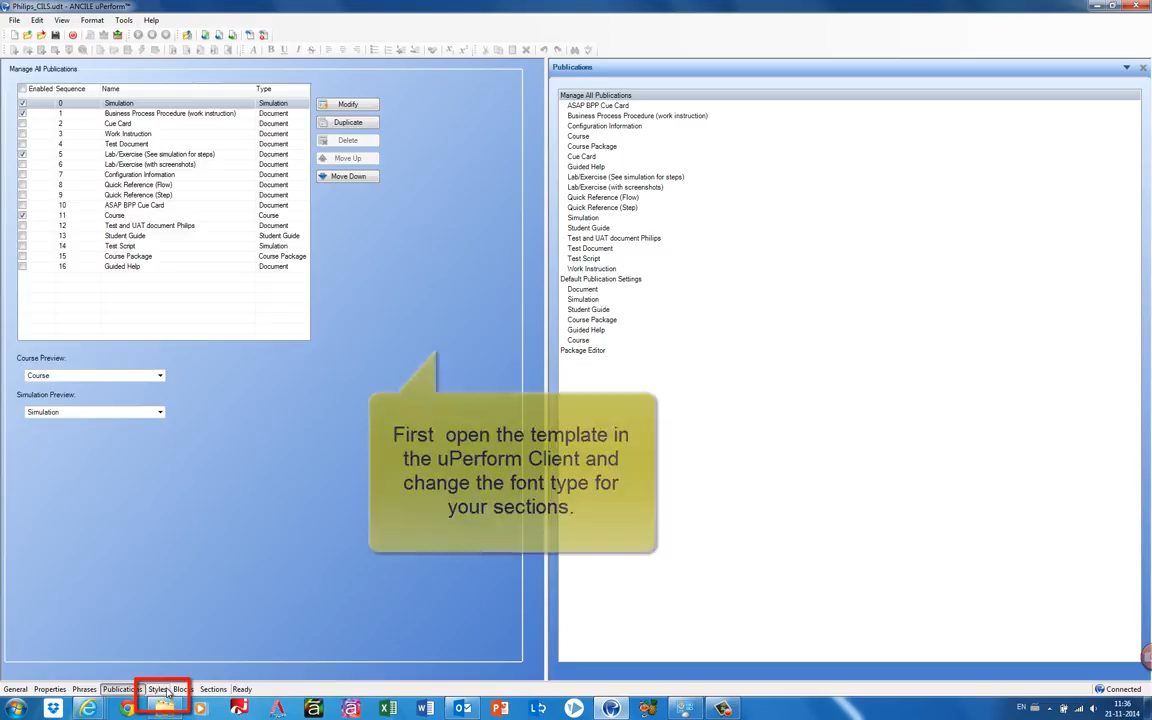 Philips_CILS.udt - ANCILE uPerform™
File Edit View Format Tools Help
Manage All Publications
Enabled Sequence Name Type
0 Simulation Simulation
1 Business Process Procedure (work instruction) Document
2 Cue Card Document
3 Work Instruction Document
4 Test Document Document
5 Lab/Exercise (See simulation for steps) Document
6 Lab/Exercise (with screenshots) Document
7 Configuration Information Document
8 Quick Reference (Flow) Document
9 Quick Reference (Step) Document
10 ASAP BPP Cue Card Document
11 Course Course
12 Test and UAT document Philips Document
13 Student Guide Student Guide
14 Test Script Simulation
15 Course Package Course Package
16 Guided Help Document
Modify
Duplicate
Delete
Move Up
Move Down
Course Preview:
Course
Simulation Preview:
Simulation
First open the template in
the uPerform Client and
change the font type for
your sections.
Publications
Manage All Publications
ASAP BPP Cue Card
Business Process Procedure (work instruction)
Configuration Information
Course
Course Package
Cue Card
Guided Help
Lab/Exercise (See simulation for steps)
Lab/Exercise (with screenshots)
Quick Reference (Flow)
Quick Reference (Step)
Simulation
Student Guide
Test and UAT document Philips
Test Document
Test Script
Work Instruction
Default Publication Settings
Document
Simulation
Student Guide
Course Package
Guided Help
Course
Package Editor
General Properties Phrases Publications Styles Blocks Sections Ready
Connected
EN
11:36
21-11-2014